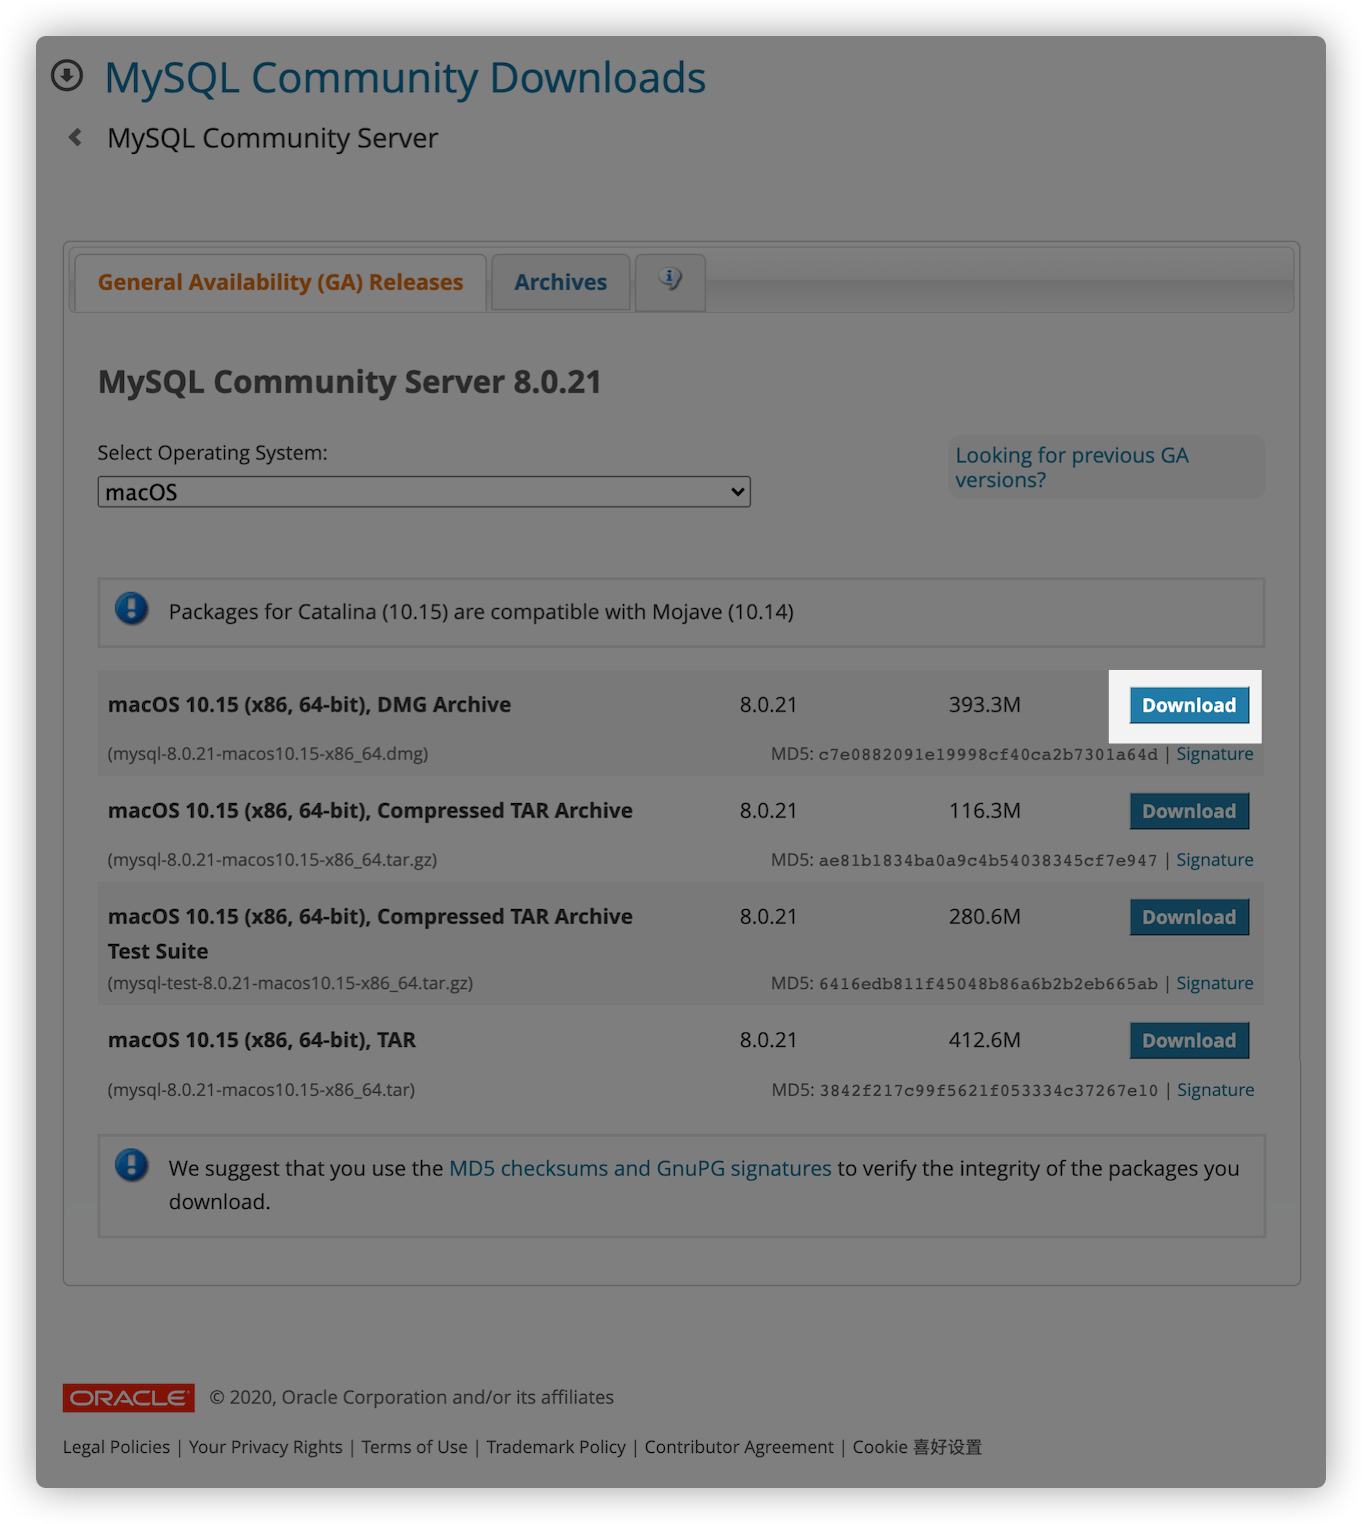 MySQL Community Downloads
MySQL Community Server
General Availability (GA) Releases
Archives
MySQL Community Server 8.0.21
Select Operating System:
macOS
Looking for previous GA
versions?
Packages for Catalina (10.15) are compatible with Mojave (10.14)
macOS 10.15 (x86, 64-bit), DMG Archive 8.0.21 393.3M Download
(mysql-8.0.21-macos10.15-x86_64.dmg) MD5: c7e0882091e19998cf40ca2b7301a64d | Signature
macOS 10.15 (x86, 64-bit), Compressed TAR Archive 8.0.21 116.3M Download
(mysql-8.0.21-macos10.15-x86_64.tar.gz) MD5: ae81b1834ba0a9c4b54038345cf7e947 | Signature
macOS 10.15 (x86, 64-bit), Compressed TAR Archive 8.0.21 280.6M Download
Test Suite
(mysql-test-8.0.21-macos10.15-x86_64.tar.gz) MD5: 6416edb811f45048b86a6b2b2eb665ab | Signature
macOS 10.15 (x86, 64-bit), TAR 8.0.21 412.6M Download
(mysql-8.0.21-macos10.15-x86_64.tar) MD5: 3842f217c99f5621f053334c37267e10 | Signature
We suggest that you use the MD5 checksums and GnuPG signatures to verify the integrity of the packages you
download.
ORACLE © 2020, Oracle Corporation and/or its affiliates
Legal Policies | Your Privacy Rights | Terms of Use | Trademark Policy | Contributor Agreement | Cookie 喜好设置